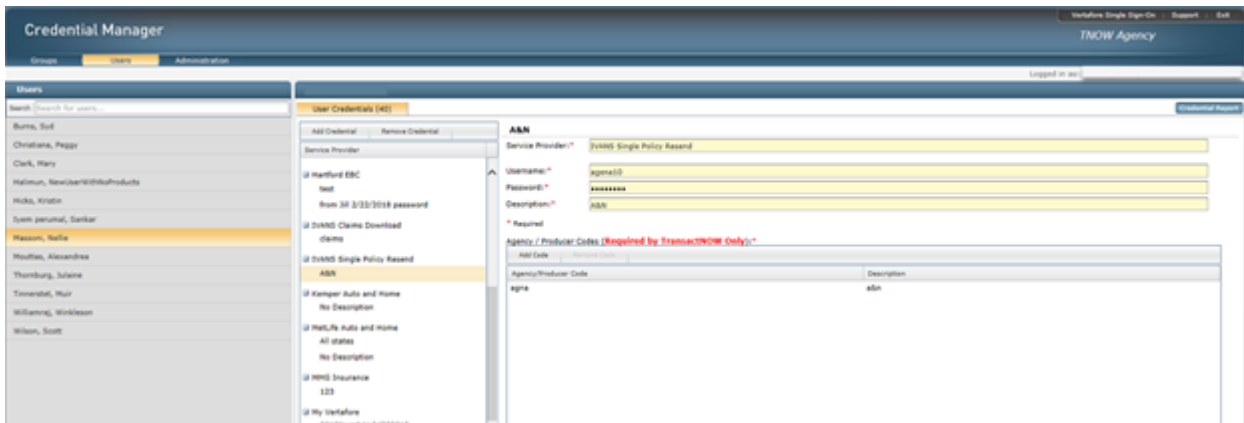 Vertafore Single Sign-On | Support | Exit
Credential Manager
TNOW Agency
Groups Users Administration
Logged in as:
Users
Search Search for users...
User Credentials (40)
Credential Report
Burns, Syd
Christiana, Peggy
Clark, Mary
Halimun, NewUserWithNoProducts
Hicks, Kristin
Iyem perumal, Sankar
Massoni, Nellie
Mouttas, Alexandrea
Thornburg, Julaine
Tinnerstet, Muir
Williamraj, Winkleson
Wilson, Scott
Add Credential Remove Credential
Service Provider
Hartford EBC
test
from Jill 2/22/2018 password
IVANS Claims Download
claims
IVANS Single Policy Resend
A&N
Kemper Auto and Home
No Description
MetLife Auto and Home
All states
No Description
MMG Insurance
123
My Vertafore
A&N
Service Provider:* IVANS Single Policy Resend
Username:* agena10
Password:* ••••••••
Description:* A&N
* Required
Agency / Producer Codes (Required by TransactNOW Only):*
Add Code Remove Code
Agency/Producer Code Description
agna a&n